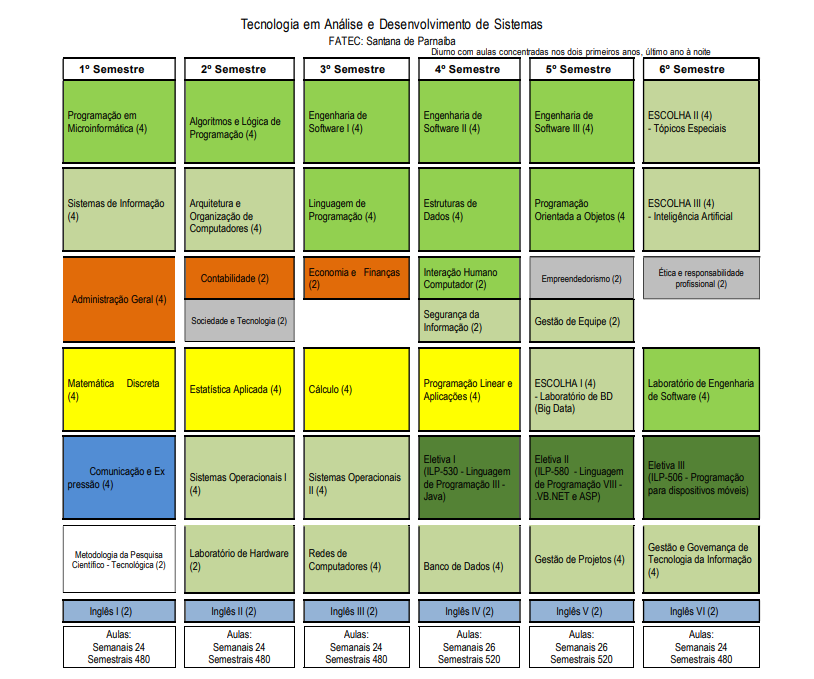 Tecnologia em Análise e Desenvolvimento de Sistemas
FATEC: Santana de Parnaíba
Diurno com aulas concentradas nos dois primeiros anos, último ano à noite
1º Semestre
2º Semestre
3º Semestre
4º Semestre
5º Semestre
6º Semestre
Programação em
Microinformática (4)
Algoritmos e Lógica de
Programação (4)
Engenharia de
Software I (4)
Engenharia de
Software II (4)
Engenharia de
Software III (4)
ESCOLHA II (4)
- Tópicos Especiais
Sistemas de Informação
(4)
Arquitetura e
Organização de
Computadores (4)
Linguagem de
Programação (4)
Estruturas de
Dados (4)
Programação
Orientada a Objetos (4
ESCOLHA III (4)
- Inteligência Artificial
Administração Geral (4)
Contabilidade (2)
Sociedade e Tecnologia (2)
Economia e Finanças
(2)
Interação Humano
Computador (2)
Segurança da
Informação (2)
Empreendedorismo (2)
Gestão de Equipe (2)
Ética e responsabilidade
profissional (2)
Matemática Discreta
(4)
Estatística Aplicada (4)
Cálculo (4)
Programação Linear e
Aplicações (4)
ESCOLHA I (4)
- Laboratório de BD
(Big Data)
Laboratório de Engenharia
de Software (4)
Comunicação e Ex
pressão (4)
Sistemas Operacionais I
(4)
Sistemas Operacionais
II (4)
Eletiva I
(ILP-530 - Linguagem
de Programação III -
Java)
Eletiva II
(ILP-580 - Linguagem
de Programação VIII -
.VB.NET e ASP)
Eletiva III
(ILP-506 - Programação
para dispositivos móveis)
Metodologia da Pesquisa
Científico - Tecnológica (2)
Laboratório de Hardware
(2)
Redes de
Computadores (4)
Banco de Dados (4)
Gestão de Projetos (4)
Gestão e Governança de
Tecnologia da Informação
(4)
Inglês I (2)
Inglês II (2)
Inglês III (2)
Inglês IV (2)
Inglês V (2)
Inglês VI (2)
Aulas:
Semanais 24
Semestrais 480
Aulas:
Semanais 24
Semestrais 480
Aulas:
Semanais 24
Semestrais 480
Aulas:
Semanais 26
Semestrais 520
Aulas:
Semanais 26
Semestrais 520
Aulas:
Semanais 24
Semestrais 480